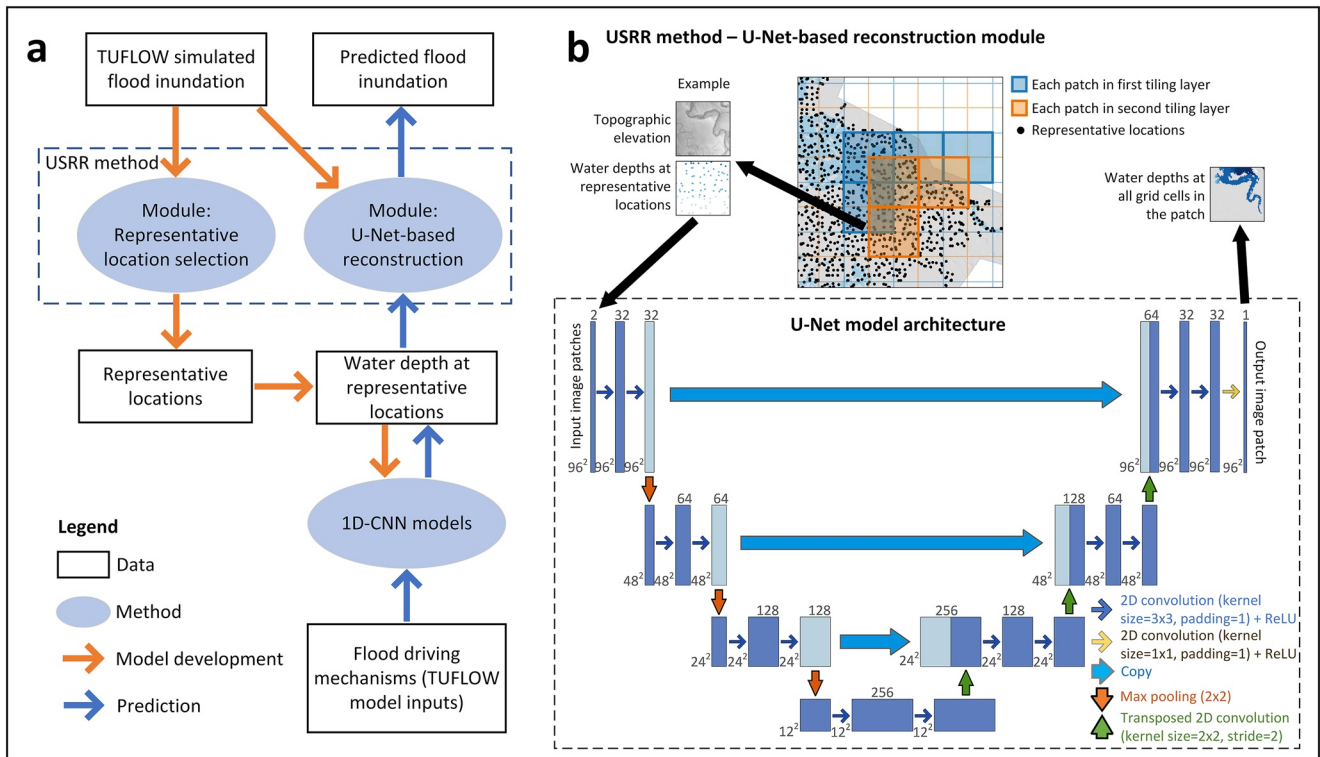 a
TUFLOW simulated
flood inundation
Predicted flood
inundation
USRR method
Module:
Representative
location selection
Module:
U-Net-based
reconstruction
Representative
locations
Water depth at
representative
locations
1D-CNN models
Flood driving
mechanisms (TUFLOW
model inputs)
Legend
Data
Method
Model development
Prediction
b
USRR method – U-Net-based reconstruction module
Example
Topographic
elevation
Water depths at
representative
locations
Each patch in first tiling layer
Each patch in second tiling layer
Representative locations
Water depths at
all grid cells in
the patch
U-Net model architecture
Input image patches
2 32 32
96² 96² 96²
64 32 32 1
96² 96² 96² 96²
Output image patch
64 64
48² 48² 48²
128 64
48² 48² 48²
128 128
24² 24² 24²
256 128
24² 24² 24²
256
12² 12² 12²
2D convolution (kernel
size=3x3, padding=1) + ReLU
2D convolution (kernel
size=1x1, padding=1) + ReLU
Copy
Max pooling (2x2)
Transposed 2D convolution
(kernel size=2x2, stride=2)